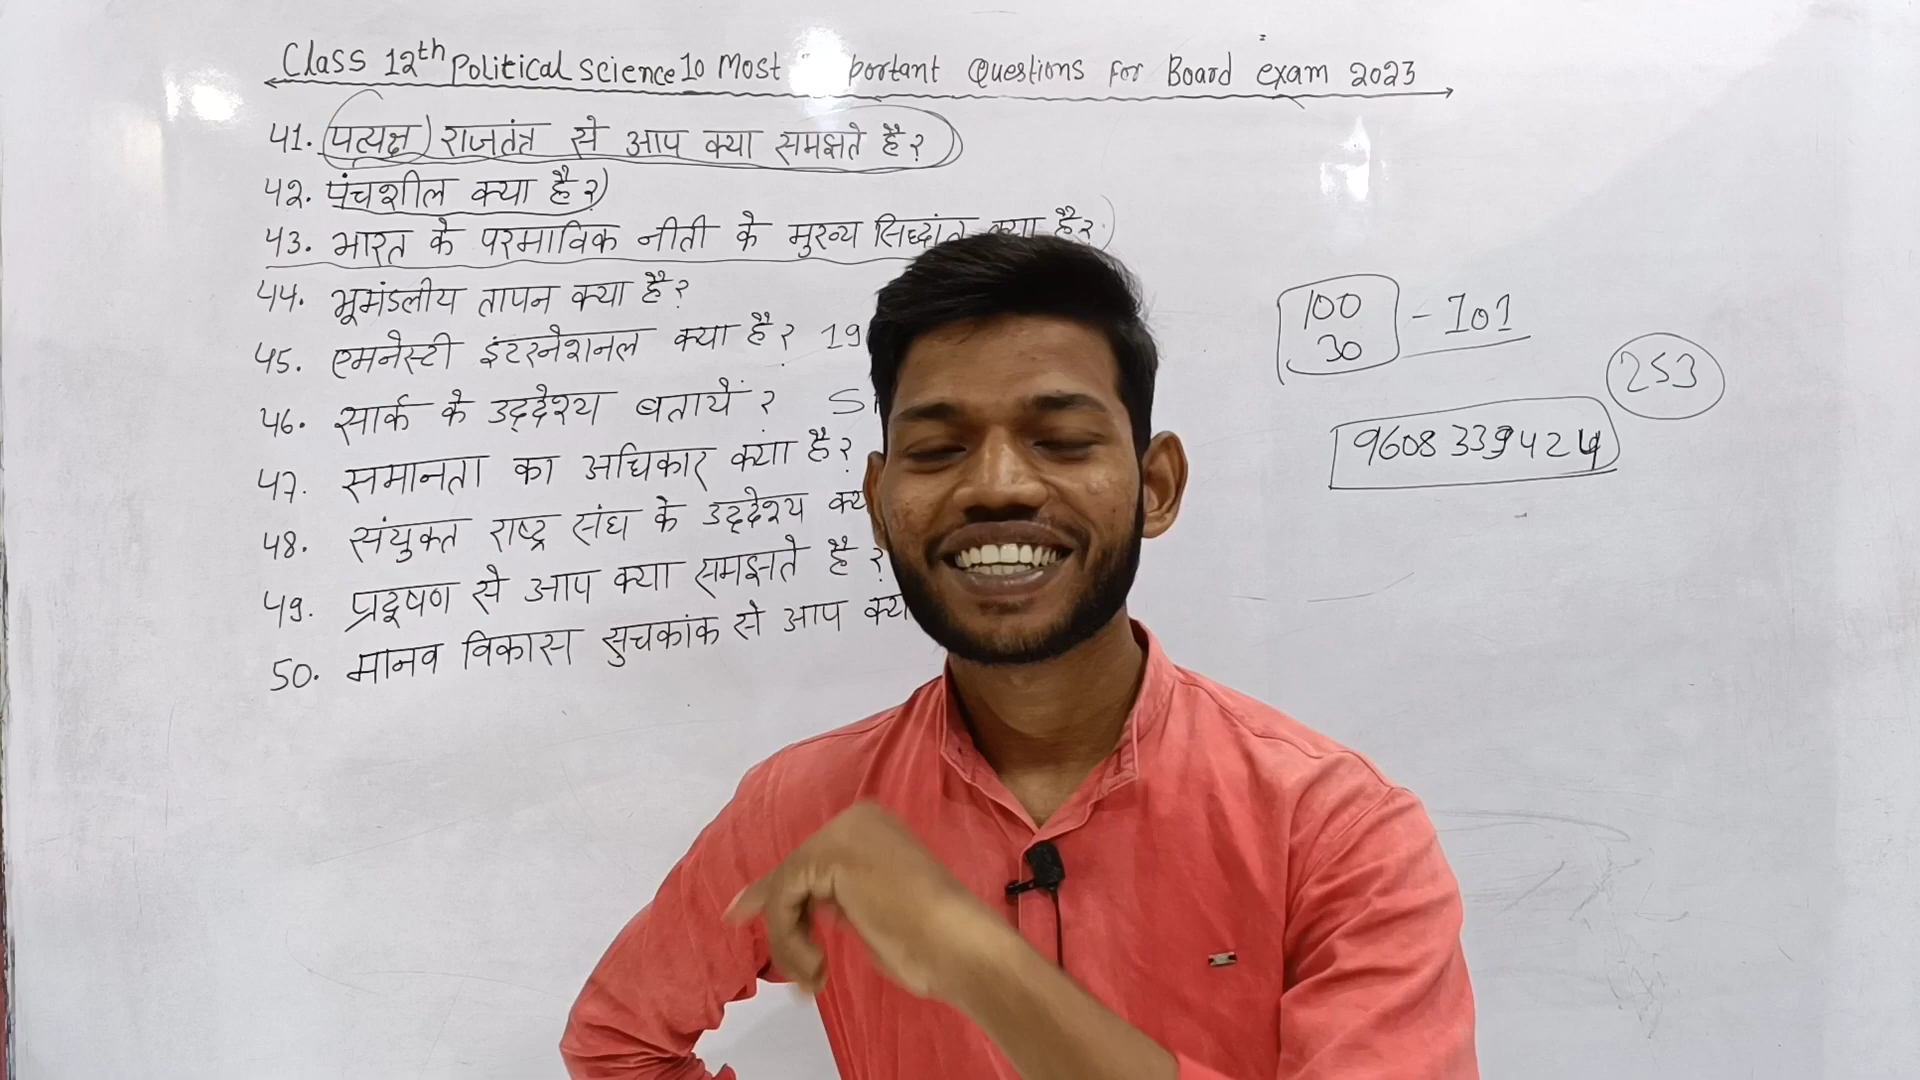 Class 12th Political Science 10 Most portant Questions For Board exam 2023
41. पत्यक्ष) राजतंत्र से आप क्या समझते है?
42. पंचशील क्या है?)
43. भारत के परमाविक नीती के मुख्य सिध्दांत क्या है?)
44. भूमंडलीय तापन क्या है?
45. एमनेस्टी इंटरनेशनल क्या है? 19
46. सार्क के उद्देश्य बतायें? S
47. समानता का अधिकार क्या है?
48. संयुक्त राष्ट्र संघ के उद्देश्य क्य
49. प्रदूषण से आप क्या समझते है?
50. मानव विकास सुचकांक से आप क्या
100 - 101
30
253
9608339424